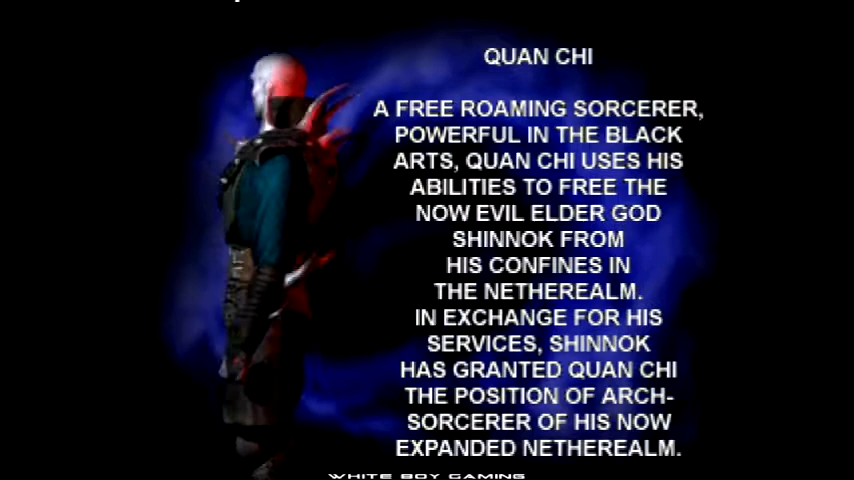 QUAN CHI
A FREE ROAMING SORCERER,
POWERFUL IN THE BLACK
ARTS, QUAN CHI USES HIS
ABILITIES TO FREE THE
NOW EVIL ELDER GOD
SHINNOK FROM
HIS CONFINES IN
THE NETHEREALM.
IN EXCHANGE FOR HIS
SERVICES, SHINNOK
HAS GRANTED QUAN CHI
THE POSITION OF ARCH-
SORCERER OF HIS NOW
EXPANDED NETHEREALM.
WHITE BOY GAMING